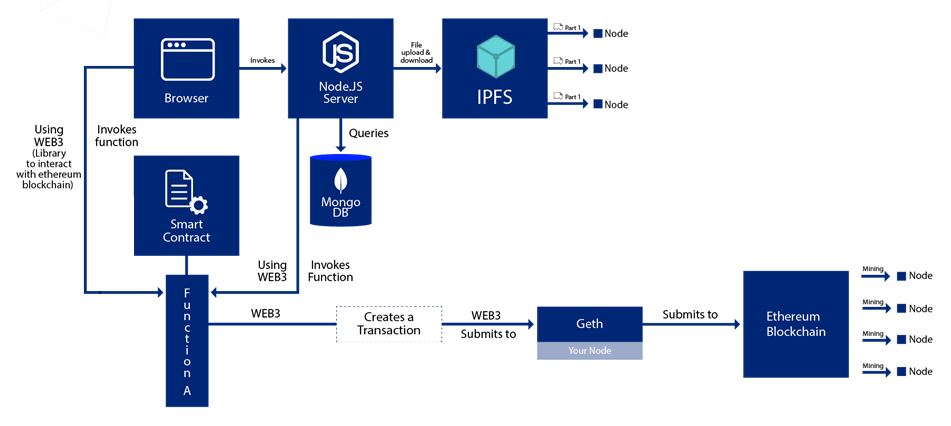 Browser
Invokes
JS
NodeJS
Server
File
upload &
download
IPFS
Part 1
Node
Part 1
Node
Part 1
Node
Using
WEB3
(Library
to interact
with ethereum
blockchain)
Invokes
function
Queries
Mongo
DB
Smart
Contract
Using
WEB3
Invokes
Function
Function A
WEB3
Creates a
Transaction
WEB3
Submits to
Geth
Your Node
Submits to
Ethereum
Blockchain
Mining
Node
Mining
Node
Mining
Node
Mining
Node